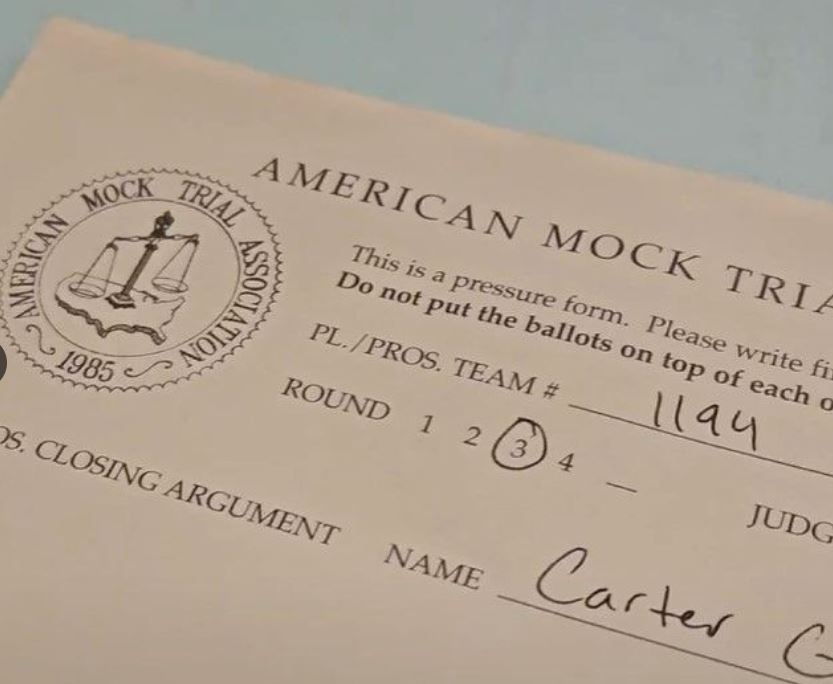 AMERICAN MOCK TRIAL ASSOCIATION
1985
AMERICAN MOCK TRIA
This is a pressure form. Please write fi
Do not put the ballots on top of each o
PL./PROS. TEAM # 1194
ROUND 1 2 3 4 _
JUDG
OS. CLOSING ARGUMENT NAME Carter G